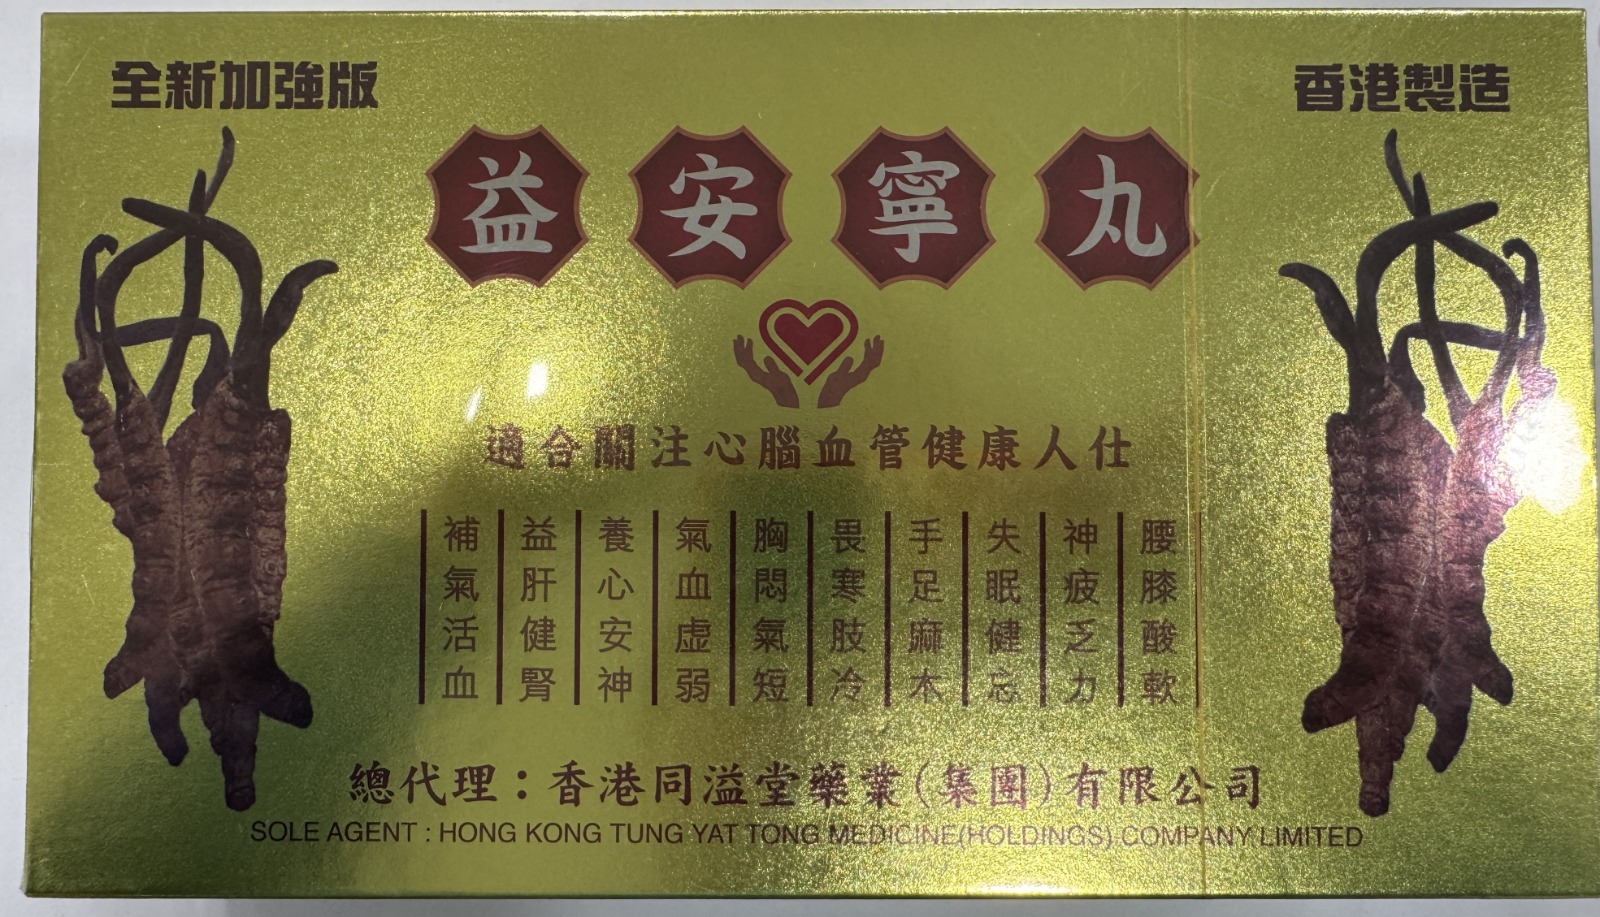 全新加強版
香港製造
益安寧丸
適合關注心腦血管健康人仕
補氣活血
益肝健腎
養心安神
氣血虛弱
胸悶氣短
畏寒肢冷
手足麻木
失眠健忘
神疲乏力
腰膝酸軟
總代理：香港同溢堂藥業(集團)有限公司
SOLE AGENT : HONG KONG TUNG YAT TONG MEDICINE(HOLDINGS) COMPANY LIMITED